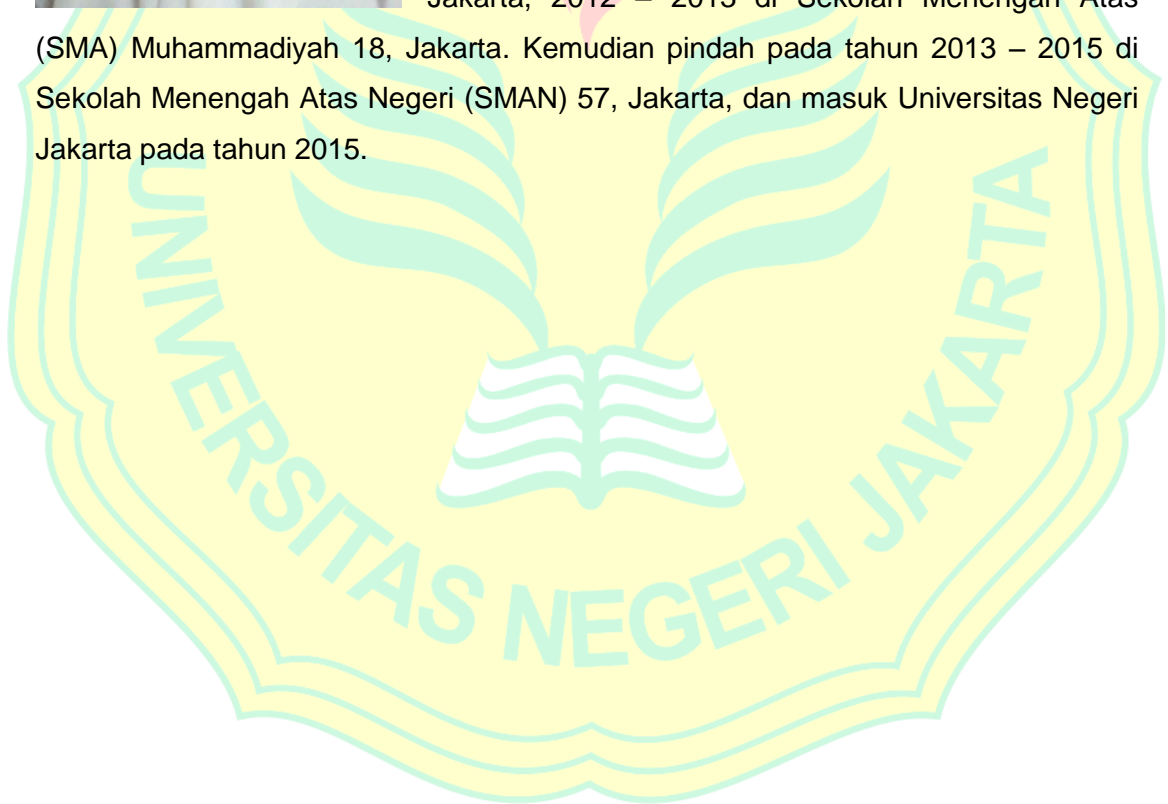 Jakarta, 2012 – 2013 di Sekolah Menengah Atas
(SMA) Muhammadiyah 18, Jakarta. Kemudian pindah pada tahun 2013 – 2015 di
Sekolah Menengah Atas Negeri (SMAN) 57, Jakarta, dan masuk Universitas Negeri
Jakarta pada tahun 2015.
UNIVERSITAS NEGERI JAKARTA